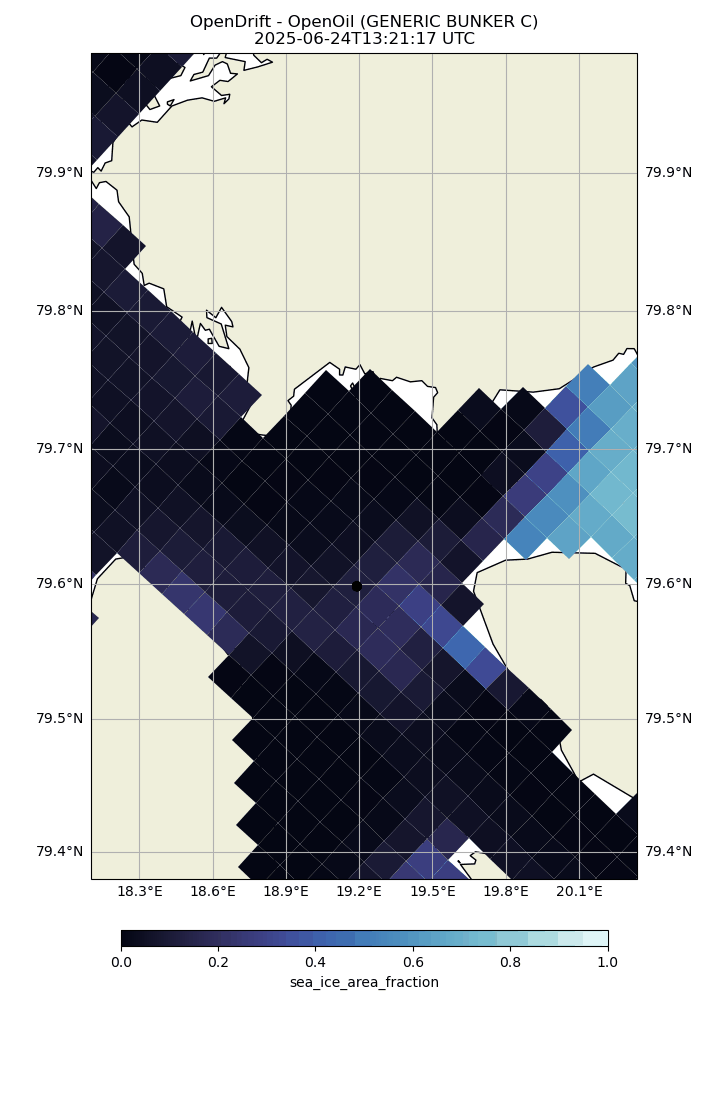 OpenDrift - OpenOil (GENERIC BUNKER C)
2025-06-24T13:21:17 UTC
79.9°N 79.9°N
79.8°N 79.8°N
79.7°N 79.7°N
79.6°N 79.6°N
79.5°N 79.5°N
79.4°N 79.4°N
18.3°E 18.6°E 18.9°E 19.2°E 19.5°E 19.8°E 20.1°E
0.0 0.2 0.4 0.6 0.8 1.0
sea_ice_area_fraction